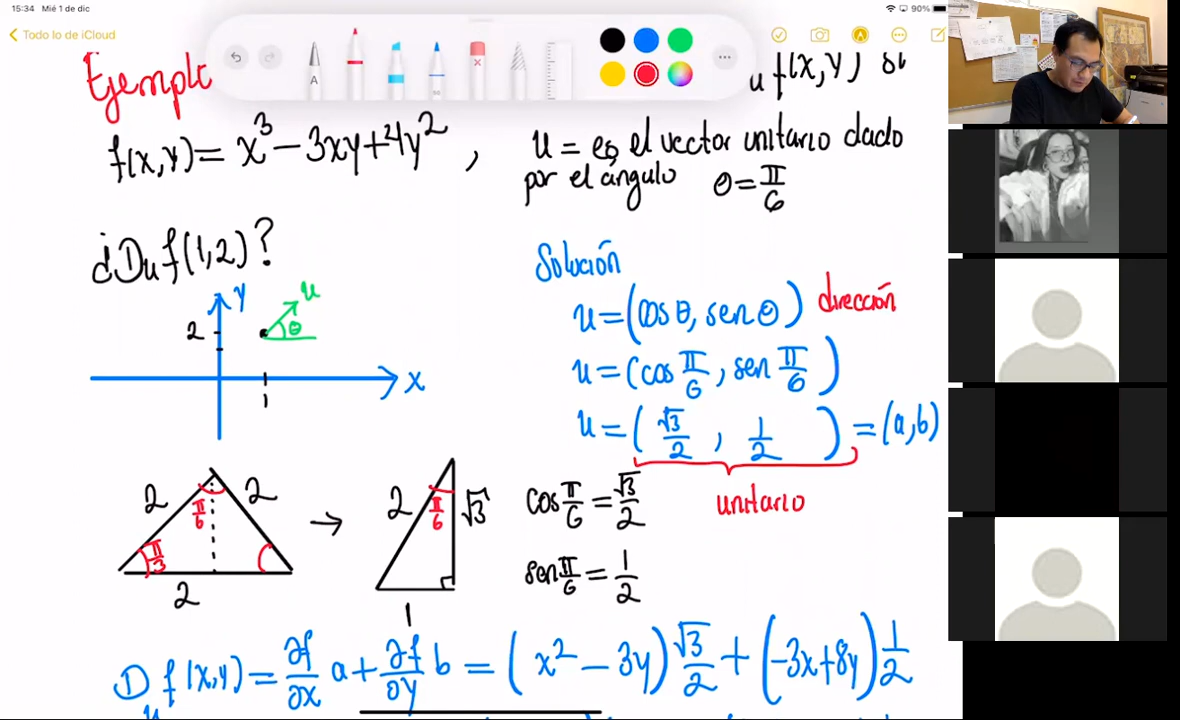 15:34 Mié 1 de dic
90%
Todo lo de iCloud
Ejemplo
u f(x,y) si
f(x,y)= x³ - 3xy + 4y² ,
u = es el vector unitario dado
por el ángulo θ = π/6
¿Du f(1,2)?
Solución
u = (cos θ, sen θ) dirección
u = (cos π/6, sen π/6)
u = (√3/2, 1/2) = (a,b)
unitario
y
u
θ
2
x
1
2
2
π/6
π/3
2
→
2
π/6
√3
1
cos π/6 = √3/2
sen π/6 = 1/2
D_u f(x,y) = ∂f/∂x a + ∂f/∂y b = (x² - 3y) √3/2 + (-3x + 8y) 1/2